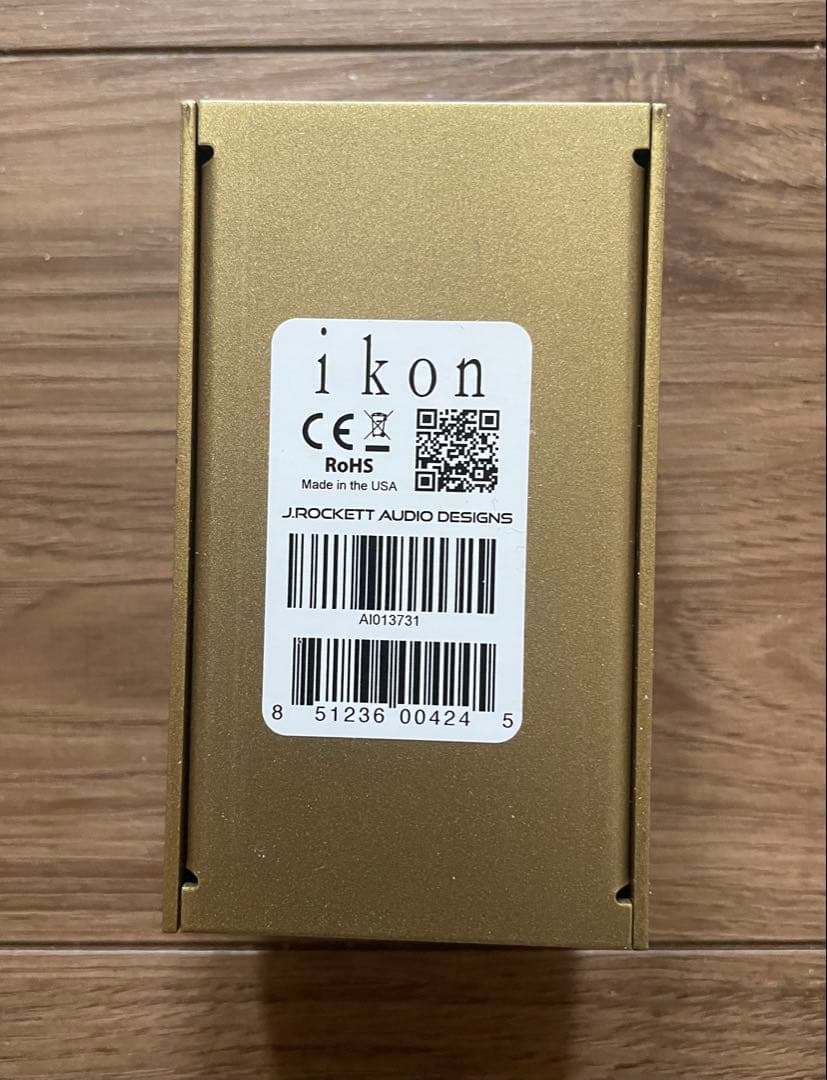 ikon
CE
RoHS
Made in the USA
J.ROCKETT AUDIO DESIGNS
AI013731
8 51236 00424 5